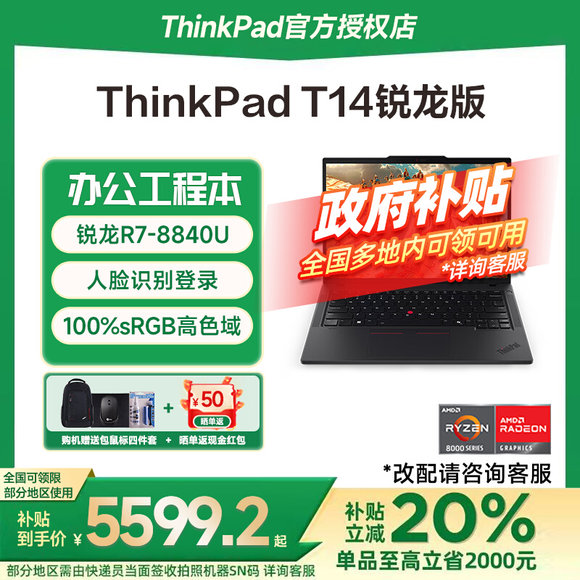 ThinkPad官方授权店
ThinkPad T14锐龙版
办公工程本
锐龙R7-8840U
人脸识别登录
100%sRGB高色域
政府补贴
全国多地内可领可用
*详询客服
ThinkPad
¥50
晒单返
购机赠送包鼠标四件套 + 晒单返现金红包
AMD
RYZEN
8000 SERIES
AMD
RADEON
GRAPHICS
*改配请咨询客服
全国可领限
部分地区使用
补贴
到手价
¥5599.2起
补贴
立减
20%
单品至高立省2000元
部分地区需由快递员当面签收拍照机器SN码 详询客服